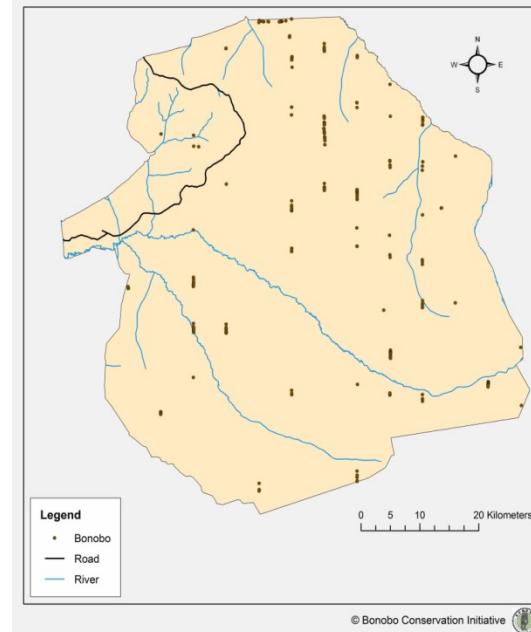 N
W E
S
Legend
Bonobo
Road
River
0 5 10 20 Kilometers
© Bonobo Conservation Initiative